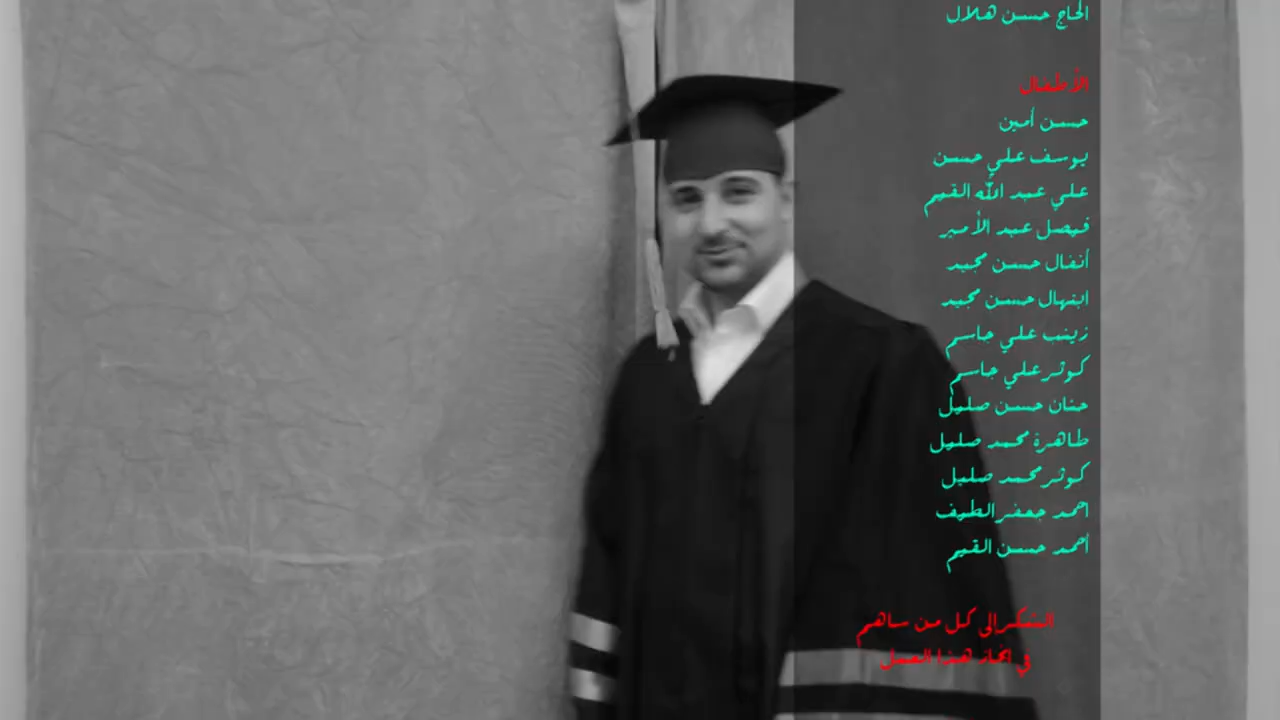 الحاج حسن هلال
الأطفال
حسن أمين
يوسف علي حسن
علي عبد الله القيم
فيصل عبد الأمير
أنفال حسن مجيد
ابتهال حسن مجيد
زينب علي جاسم
كوثر علي جاسم
حنان حسن صليل
طاهرة محمد صليل
كوثر محمد صليل
احمد جعفر الطيف
أحمد حسن القيم
الشكر إلى كل من ساهم
في انجاز هذا العمل